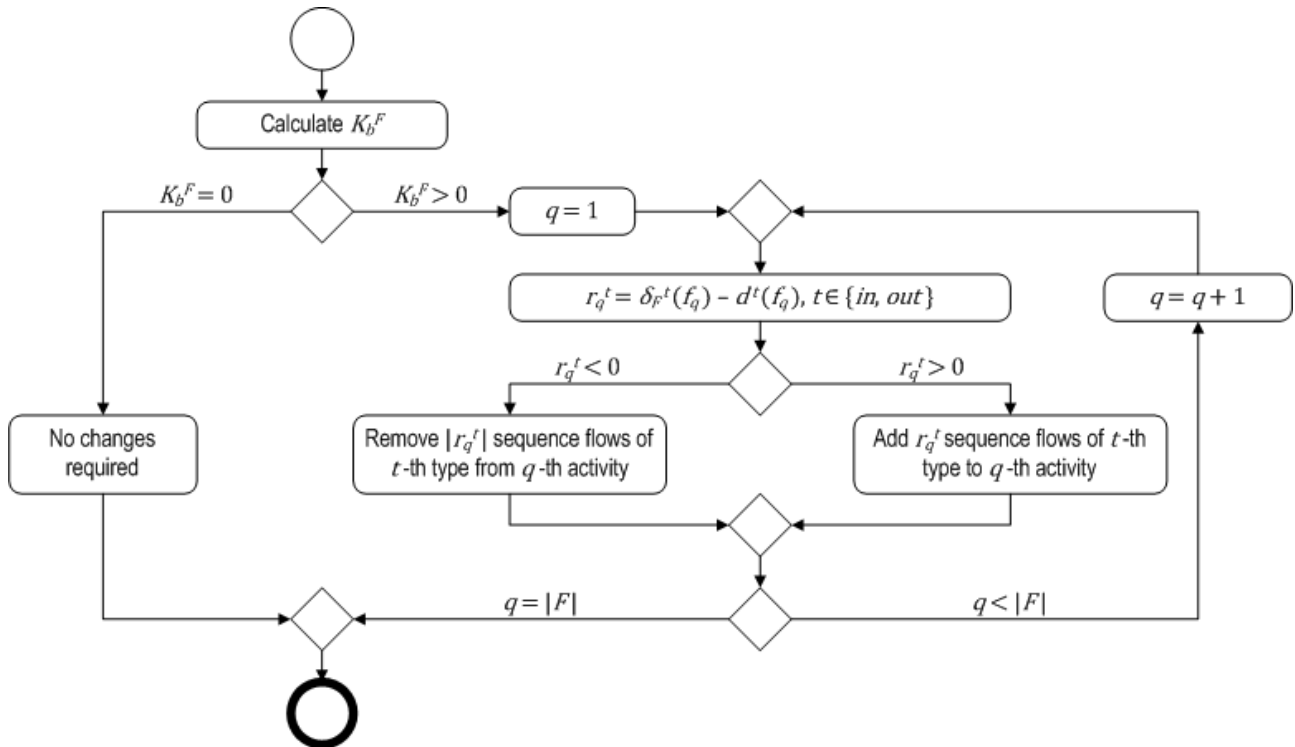 Calculate K_b^F
K_b^F = 0
K_b^F > 0
q = 1
r_q^t = δ_F^t(f_q) – d^t(f_q), t ∈ {in, out}
q = q + 1
r_q^t < 0
r_q^t > 0
No changes
required
Remove |r_q^t| sequence flows of
t-th type from q-th activity
Add r_q^t sequence flows of t-th
type to q-th activity
q = |F|
q < |F|